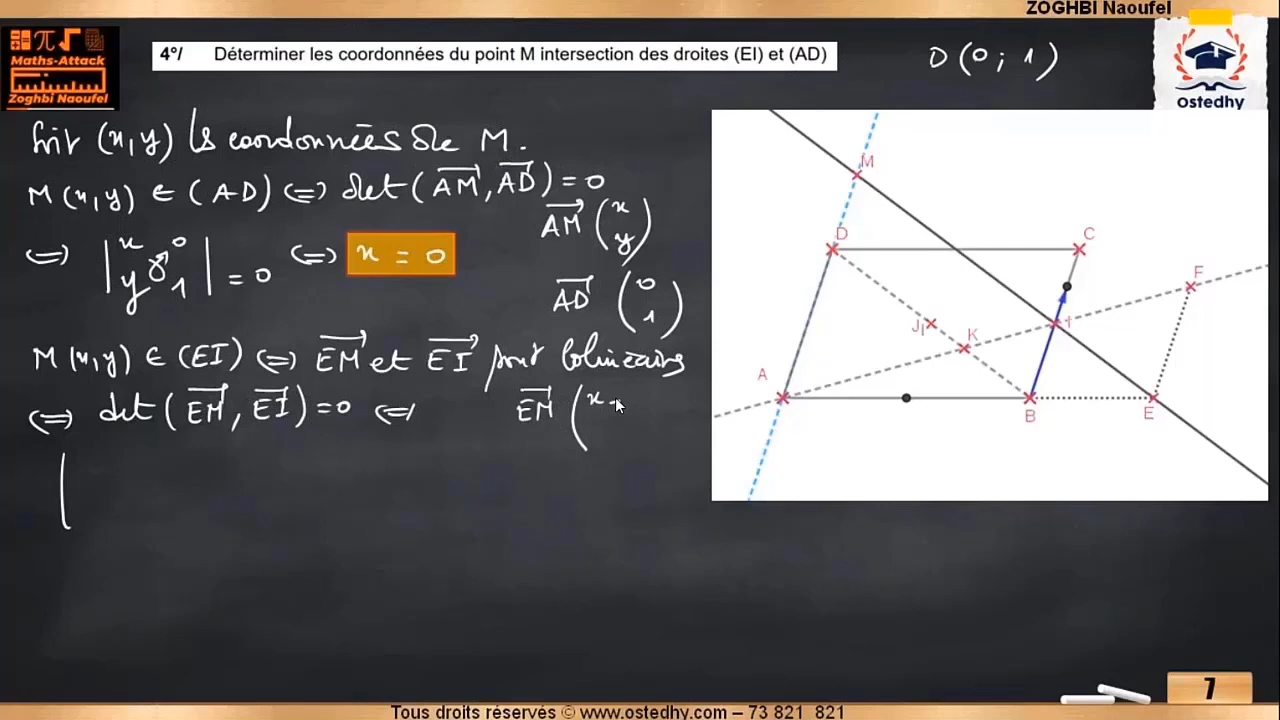 ZOGHBI Naoufel
Maths-Attack
Zoghbi Naoufel
4°/ Déterminer les coordonnées du point M intersection des droites (EI) et (AD)
D(0; 1)
Ostedhy
Soit (x,y) les coordonnées de M.
M(x,y) ∈ (AD) ⇔ det(AM, AD) = 0
AM (x y)
⇔ |x 0 y 1| = 0 ⇔ x = 0
AD (0 1)
M(x,y) ∈ (EI) ⇔ EM et EI sont colinéaires
⇔ det(EM, EI) = 0 ⇔ EM (x -
M
D
C
F
J
K
I
A
B
E
7
Tous droits réservés © www.ostedhy.com – 73 821 821